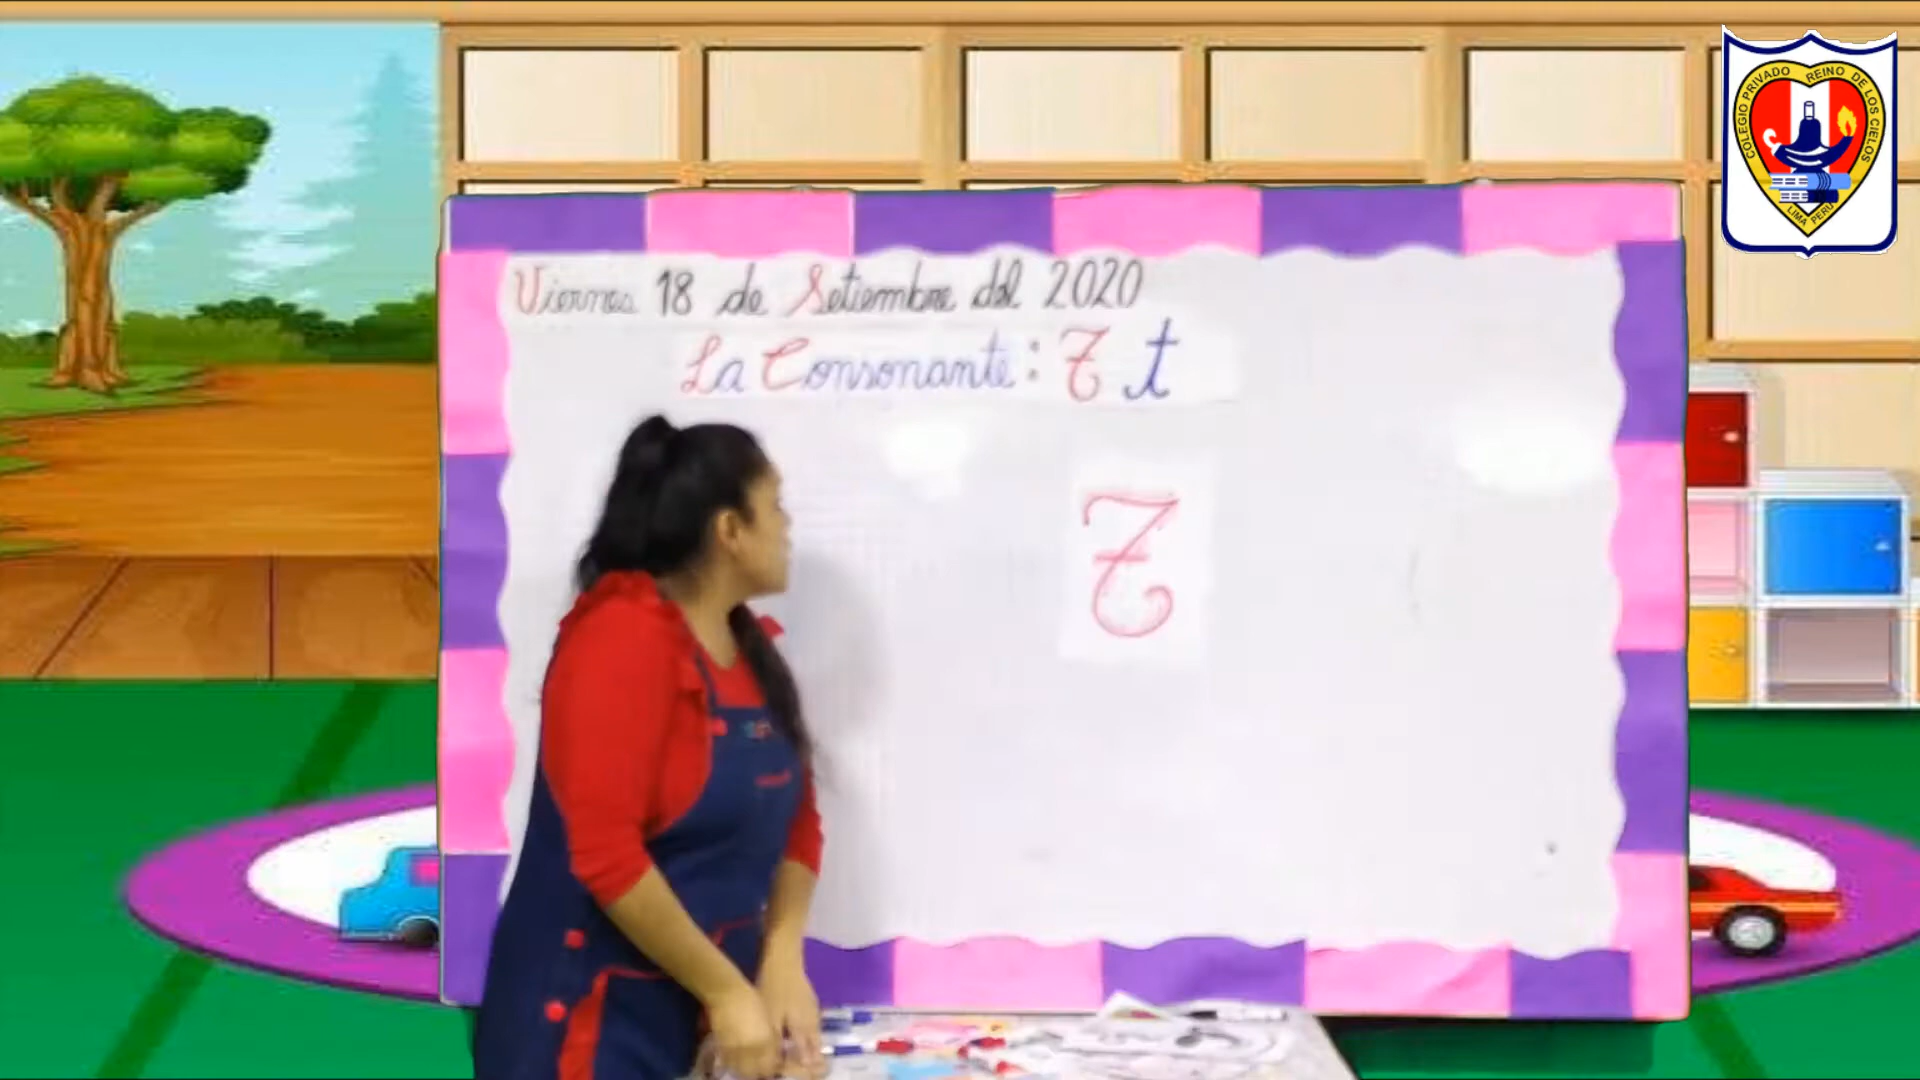 Viernes 18 de Setiembre del 2020
La Consonante: T t
T
COLEGIO PRIVADO REINO DE LOS CIELOS
LIMA PERÚ